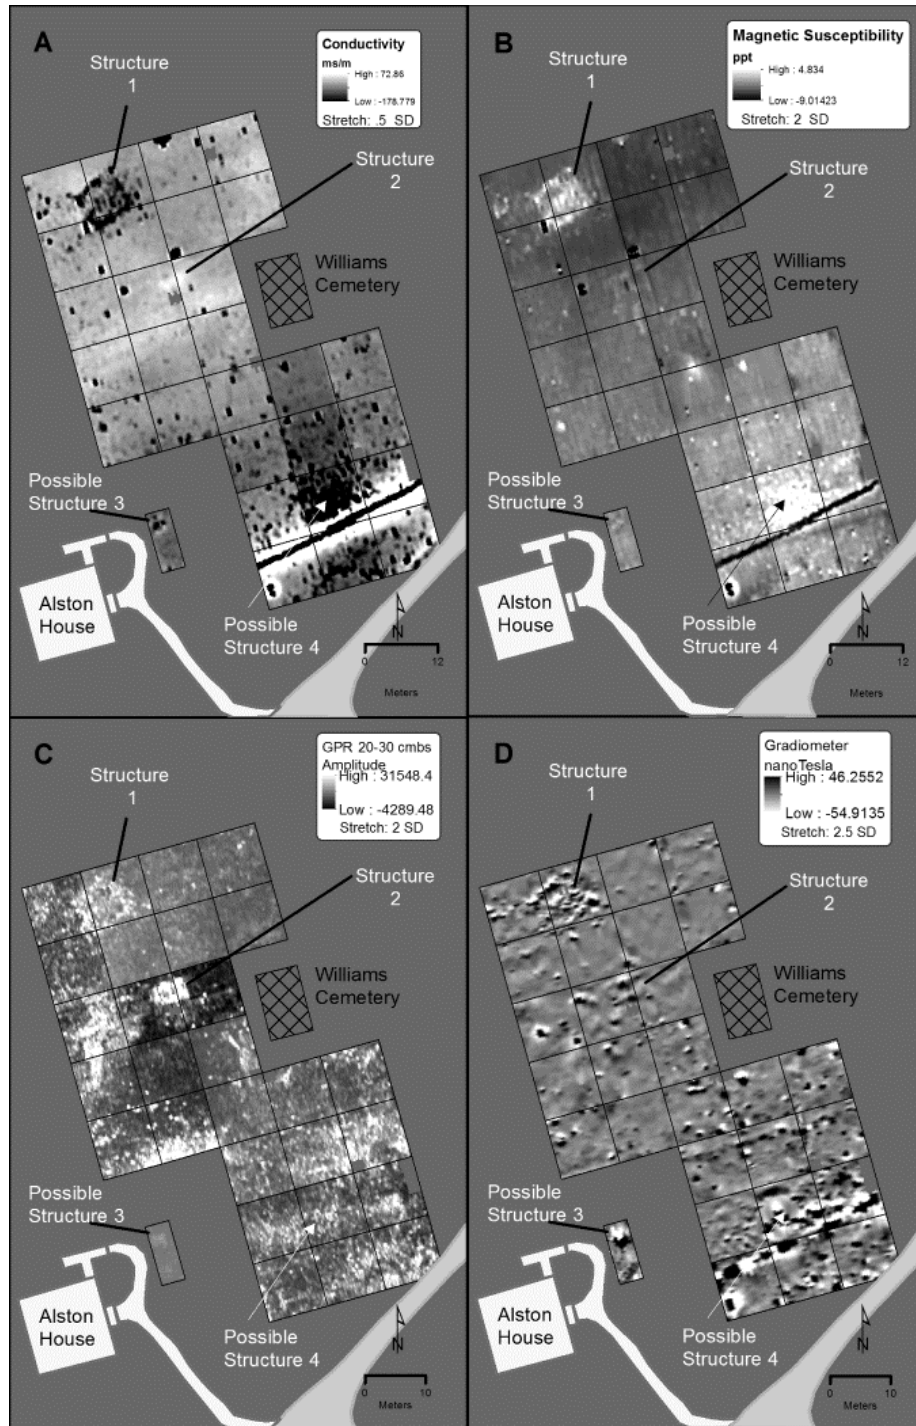 A
Structure
1
Conductivity
ms/m
High : 72.86
Low : -178.779
Stretch: .5 SD
Structure
2
Williams
Cemetery
Possible
Structure 3
Alston
House
Possible
Structure 4
N
0 12
Meters
B
Structure
1
Magnetic Susceptibility
ppt
High : 4.834
Low : -9.01423
Stretch: 2 SD
Structure
2
Williams
Cemetery
Possible
Structure 3
Alston
House
Possible
Structure 4
N
0 12
Meters
C
Structure
1
GPR 20-30 cmbs
Amplitude
High : 31548.4
Low : -4289.48
Stretch: 2 SD
Structure
2
Williams
Cemetery
Possible
Structure 3
Alston
House
Possible
Structure 4
N
0 10
Meters
D
Structure
1
Gradiometer
nanoTesla
High : 46.2552
Low : -54.9135
Stretch: 2.5 SD
Structure
2
Williams
Cemetery
Possible
Structure 3
Alston
House
Possible
Structure 4
N
0 10
Meters